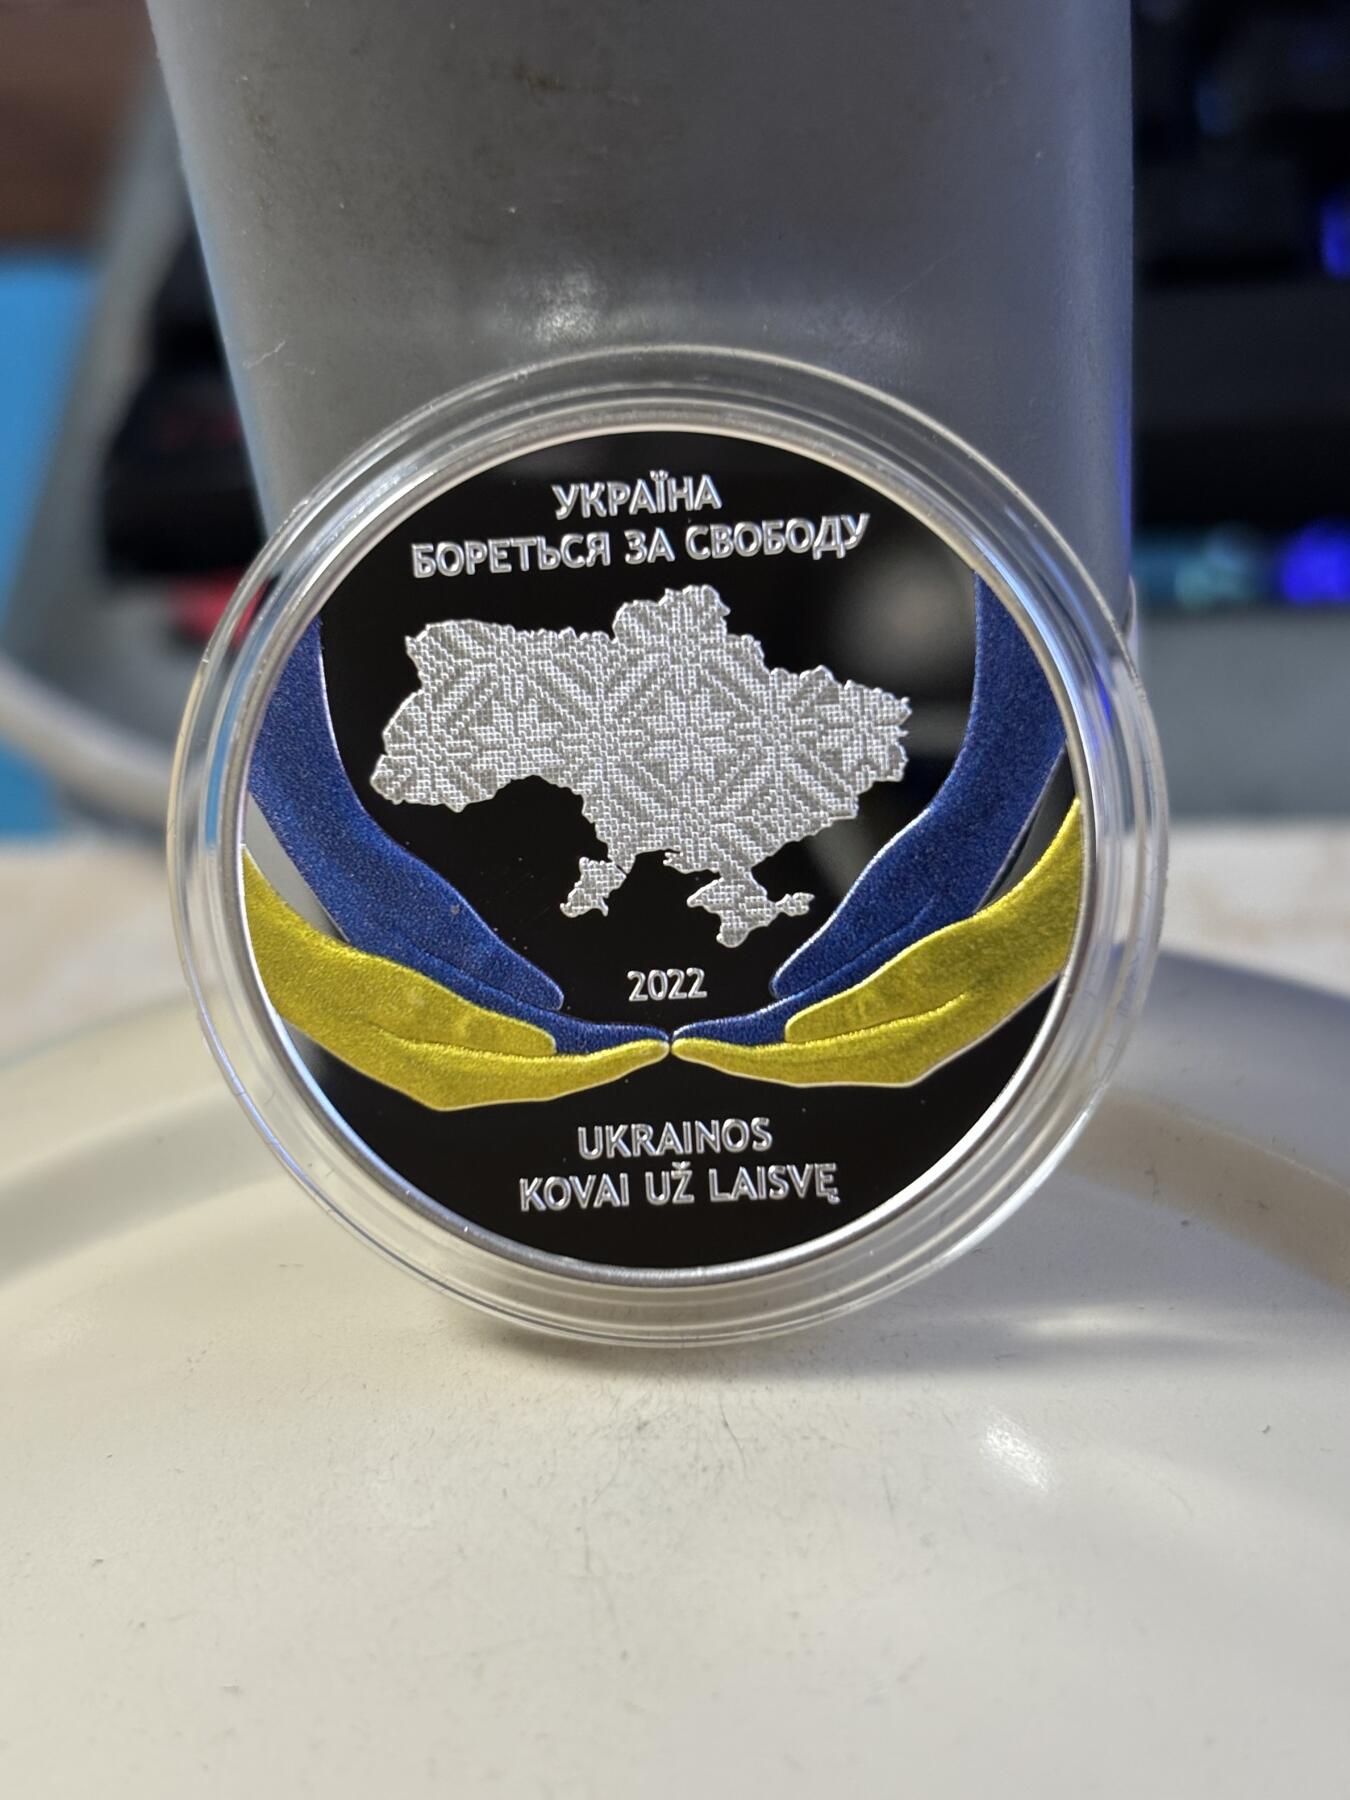 УКРАЇНА
БОРЕТЬСЯ ЗА СВОБОДУ
2022
UKRAINOS
KOVAI UŽ LAISVĘ